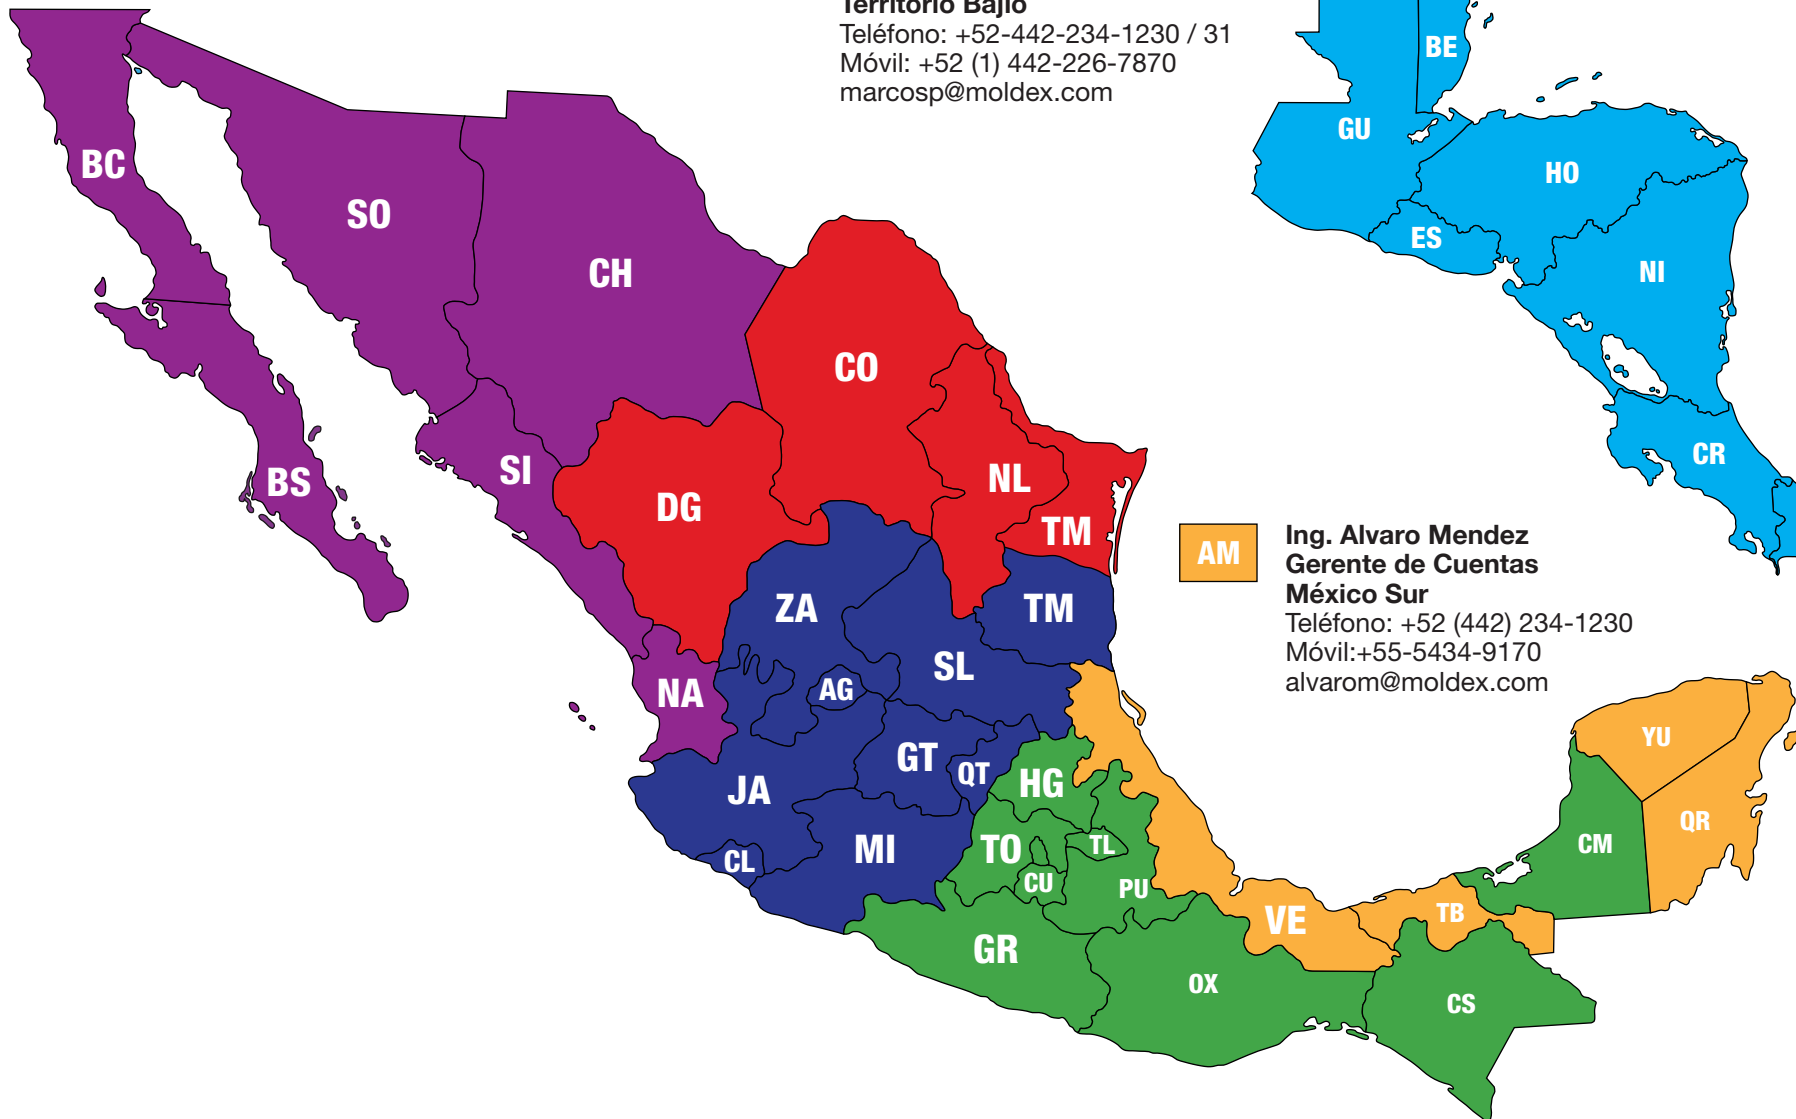 Territorio Bajío
Teléfono: +52-442-234-1230 / 31
Móvil: +52 (1) 442-226-7870
marcosp@moldex.com
BE
GU
HO
ES
NI
CR
BC
SO
CH
CO
BS
SI
DG
NL
TM
AM
Ing. Alvaro Mendez
Gerente de Cuentas
México Sur
Teléfono: +52 (442) 234-1230
Móvil:+55-5434-9170
alvarom@moldex.com
ZA
TM
SL
NA
AG
GT
QT
JA
HG
YU
QR
CM
CL
MI
TO
TL
CU
PU
VE
TB
GR
OX
CS